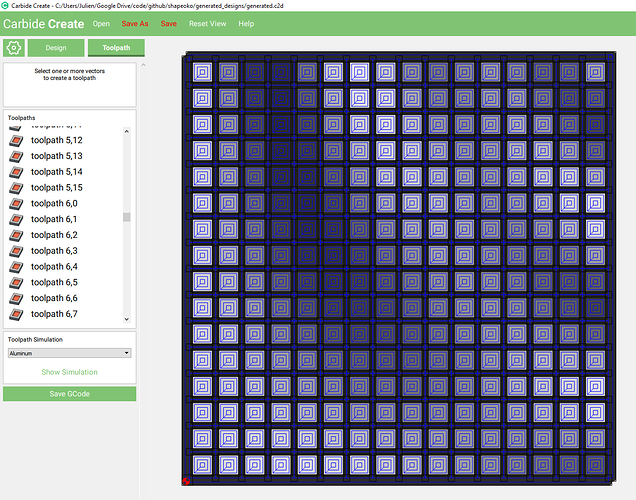 Carbide Create - C:/Users/Julien/Google Drive/code/github/shapeoko/generated_designs/generated.c2d
Carbide Create Open Save As Save Reset View Help
Design Toolpath
Select one or more vectors
to create a toolpath
Toolpaths
toolpath 5,11
toolpath 5,12
toolpath 5,13
toolpath 5,14
toolpath 5,15
toolpath 6,0
toolpath 6,1
toolpath 6,2
toolpath 6,3
toolpath 6,4
toolpath 6,5
toolpath 6,6
toolpath 6,7
Toolpath Simulation
Aluminum
Show Simulation
Save GCode